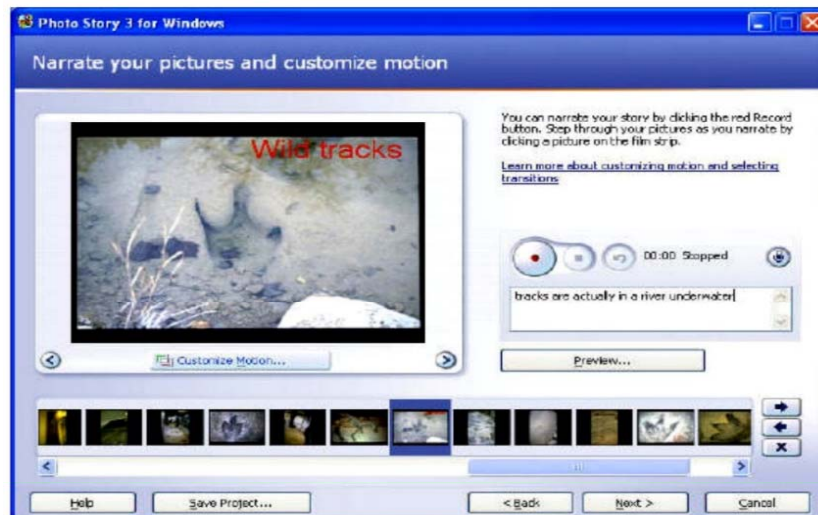 Photo Story 3 for Windows
Narrate your pictures and customize motion
Wild tracks
You can narrate your story by clicking the red Record
button. Step through your pictures as you narrate by
clicking a picture on the film strip.
Learn more about customizing motion and selecting
transitions
00:00 Stopped
tracks are actually in a river underwater
Customize Motion...
Preview...
Help
Save Project...
< Back
Next >
Cancel